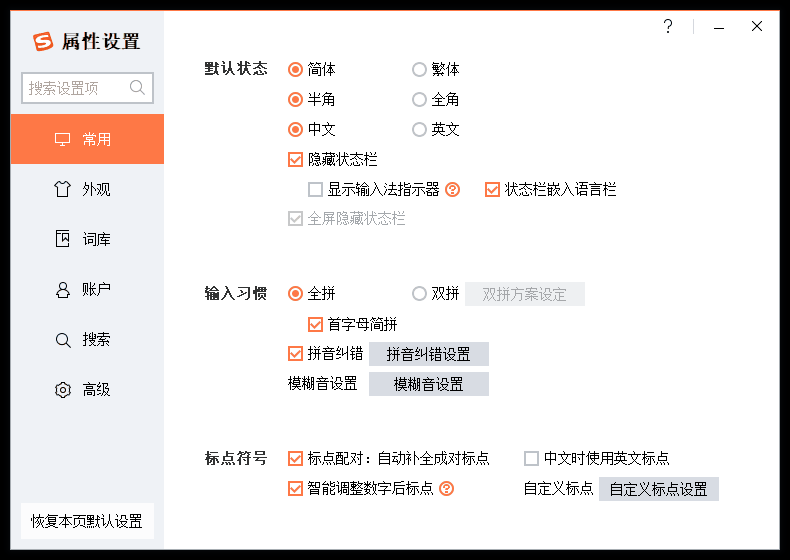 属性设置
搜索设置项
常用
外观
词库
账户
搜索
高级
恢复本页默认设置
默认状态 简体 繁体
半角 全角
中文 英文
隐藏状态栏
显示输入法指示器 状态栏嵌入语言栏
全屏隐藏状态栏
输入习惯 全拼 双拼 双拼方案设定
首字母简拼
拼音纠错 拼音纠错设置
模糊音设置 模糊音设置
标点符号 标点配对：自动补全成对标点 中文时使用英文标点
智能调整数字后标点 自定义标点 自定义标点设置